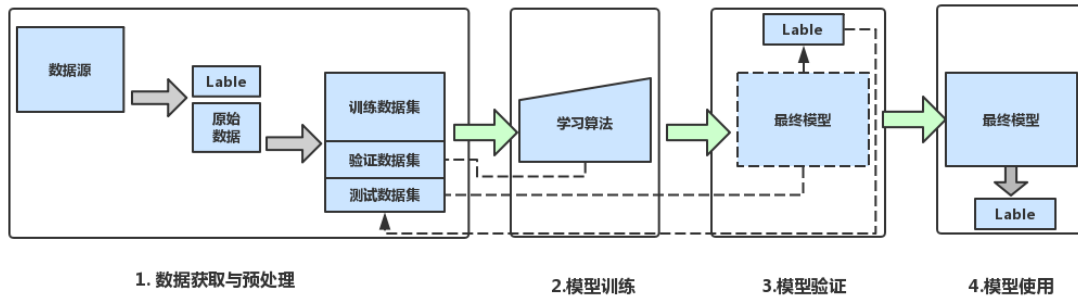 数据源
Lable
原始
数据
训练数据集
验证数据集
测试数据集
1. 数据获取与预处理
学习算法
2.模型训练
Lable
最终模型
3.模型验证
最终模型
Lable
4.模型使用